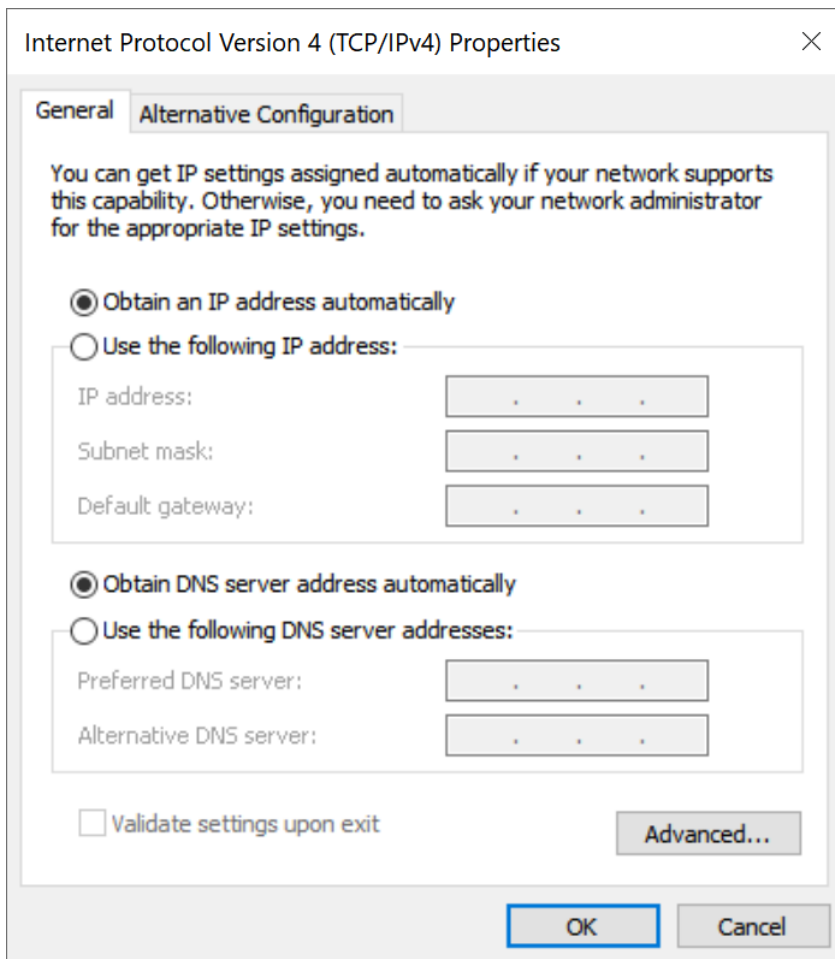 Internet Protocol Version 4 (TCP/IPv4) Properties
General
Alternative Configuration
You can get IP settings assigned automatically if your network supports
this capability. Otherwise, you need to ask your network administrator
for the appropriate IP settings.
Obtain an IP address automatically
Use the following IP address:
IP address:
. . .
Subnet mask:
. . .
Default gateway:
. . .
Obtain DNS server address automatically
Use the following DNS server addresses:
Preferred DNS server:
. . .
Alternative DNS server:
. . .
Validate settings upon exit
Advanced...
OK
Cancel